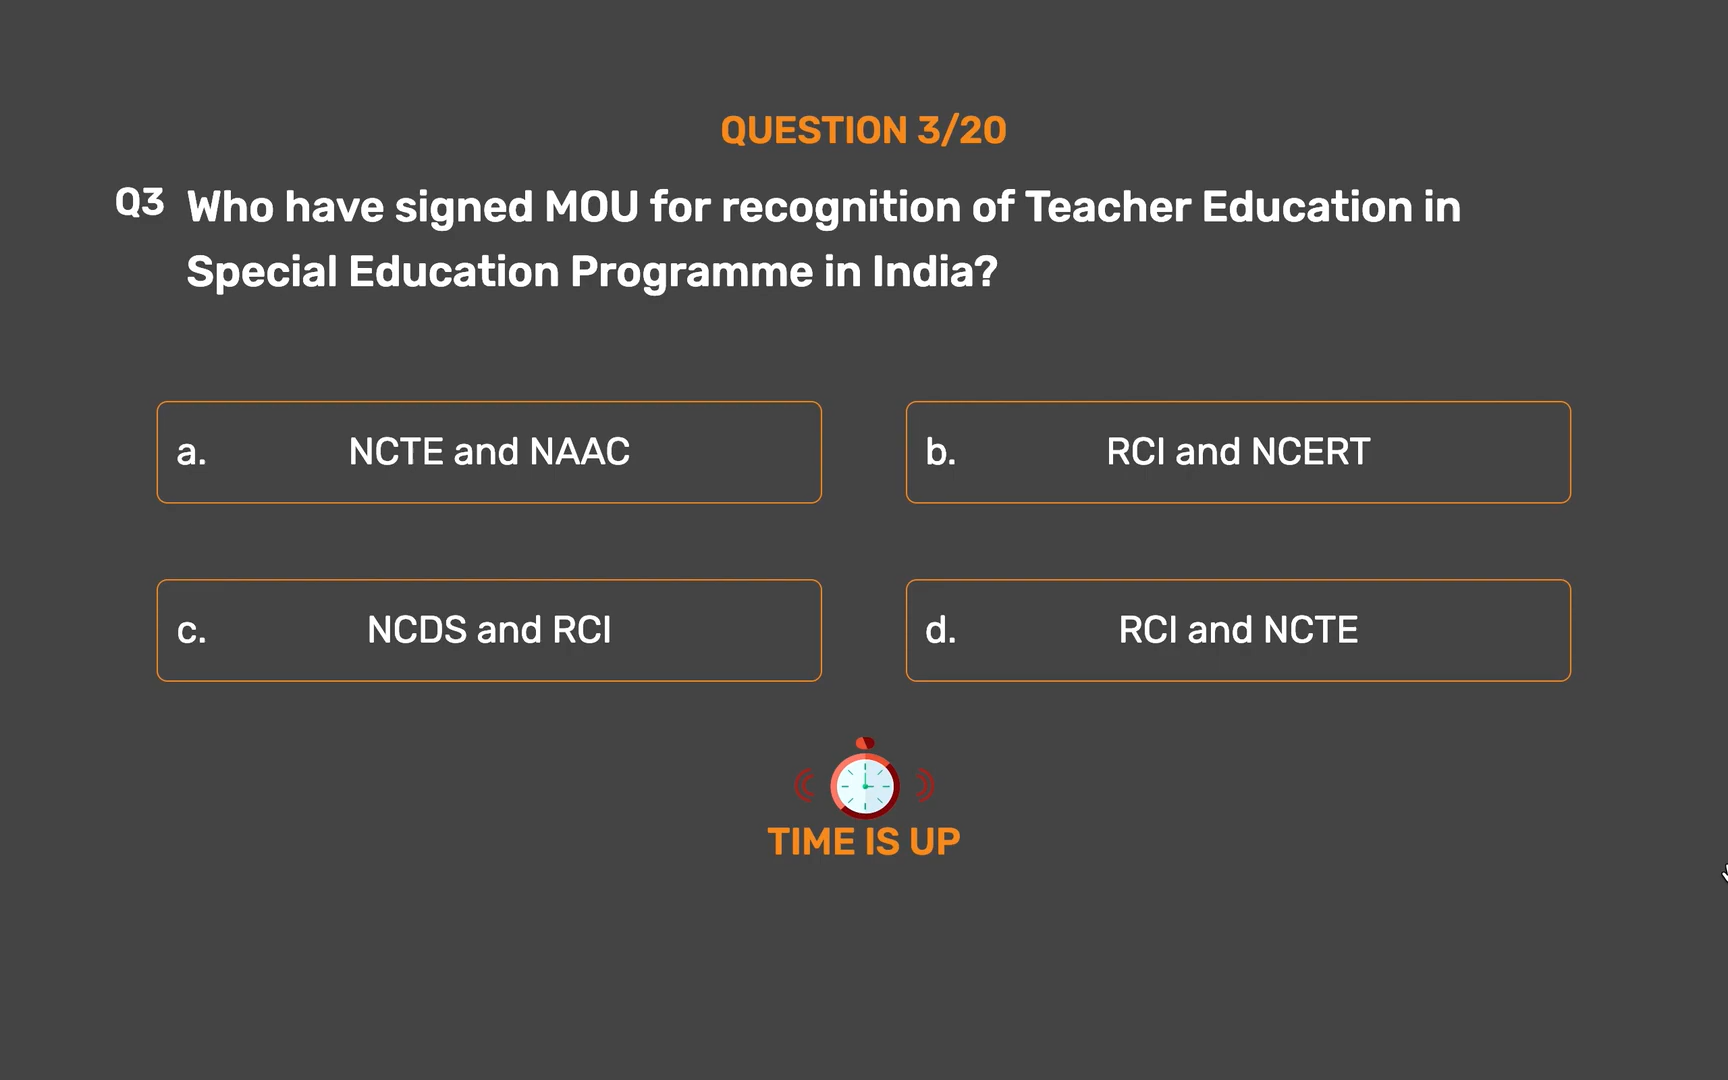 QUESTION 3/20
Q3 Who have signed MOU for recognition of Teacher Education in
Special Education Programme in India?
a. NCTE and NAAC
b. RCI and NCERT
c. NCDS and RCI
d. RCI and NCTE
TIME IS UP